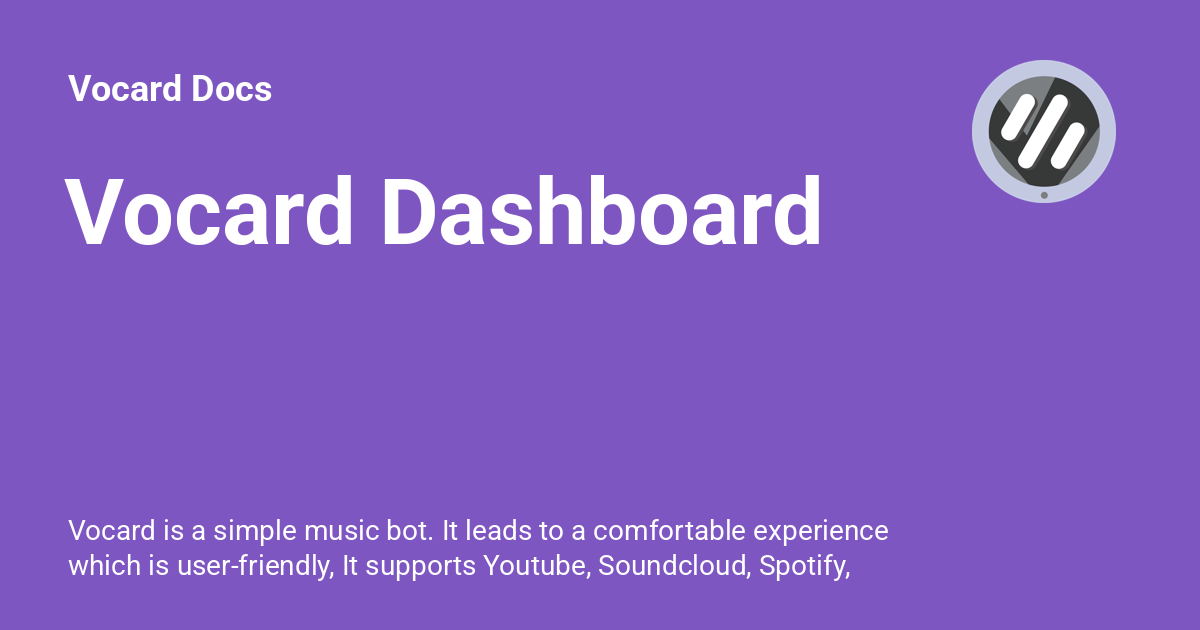 Vocard Docs
Vocard Dashboard
Vocard is a simple music bot. It leads to a comfortable experience
which is user-friendly, It supports Youtube, Soundcloud, Spotify,